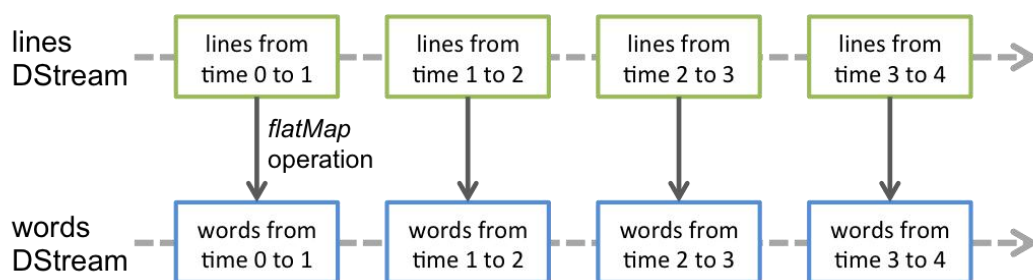 lines
DStream
lines from
time 0 to 1
lines from
time 1 to 2
lines from
time 2 to 3
lines from
time 3 to 4
flatMap
operation
words
DStream
words from
time 0 to 1
words from
time 1 to 2
words from
time 2 to 3
words from
time 3 to 4